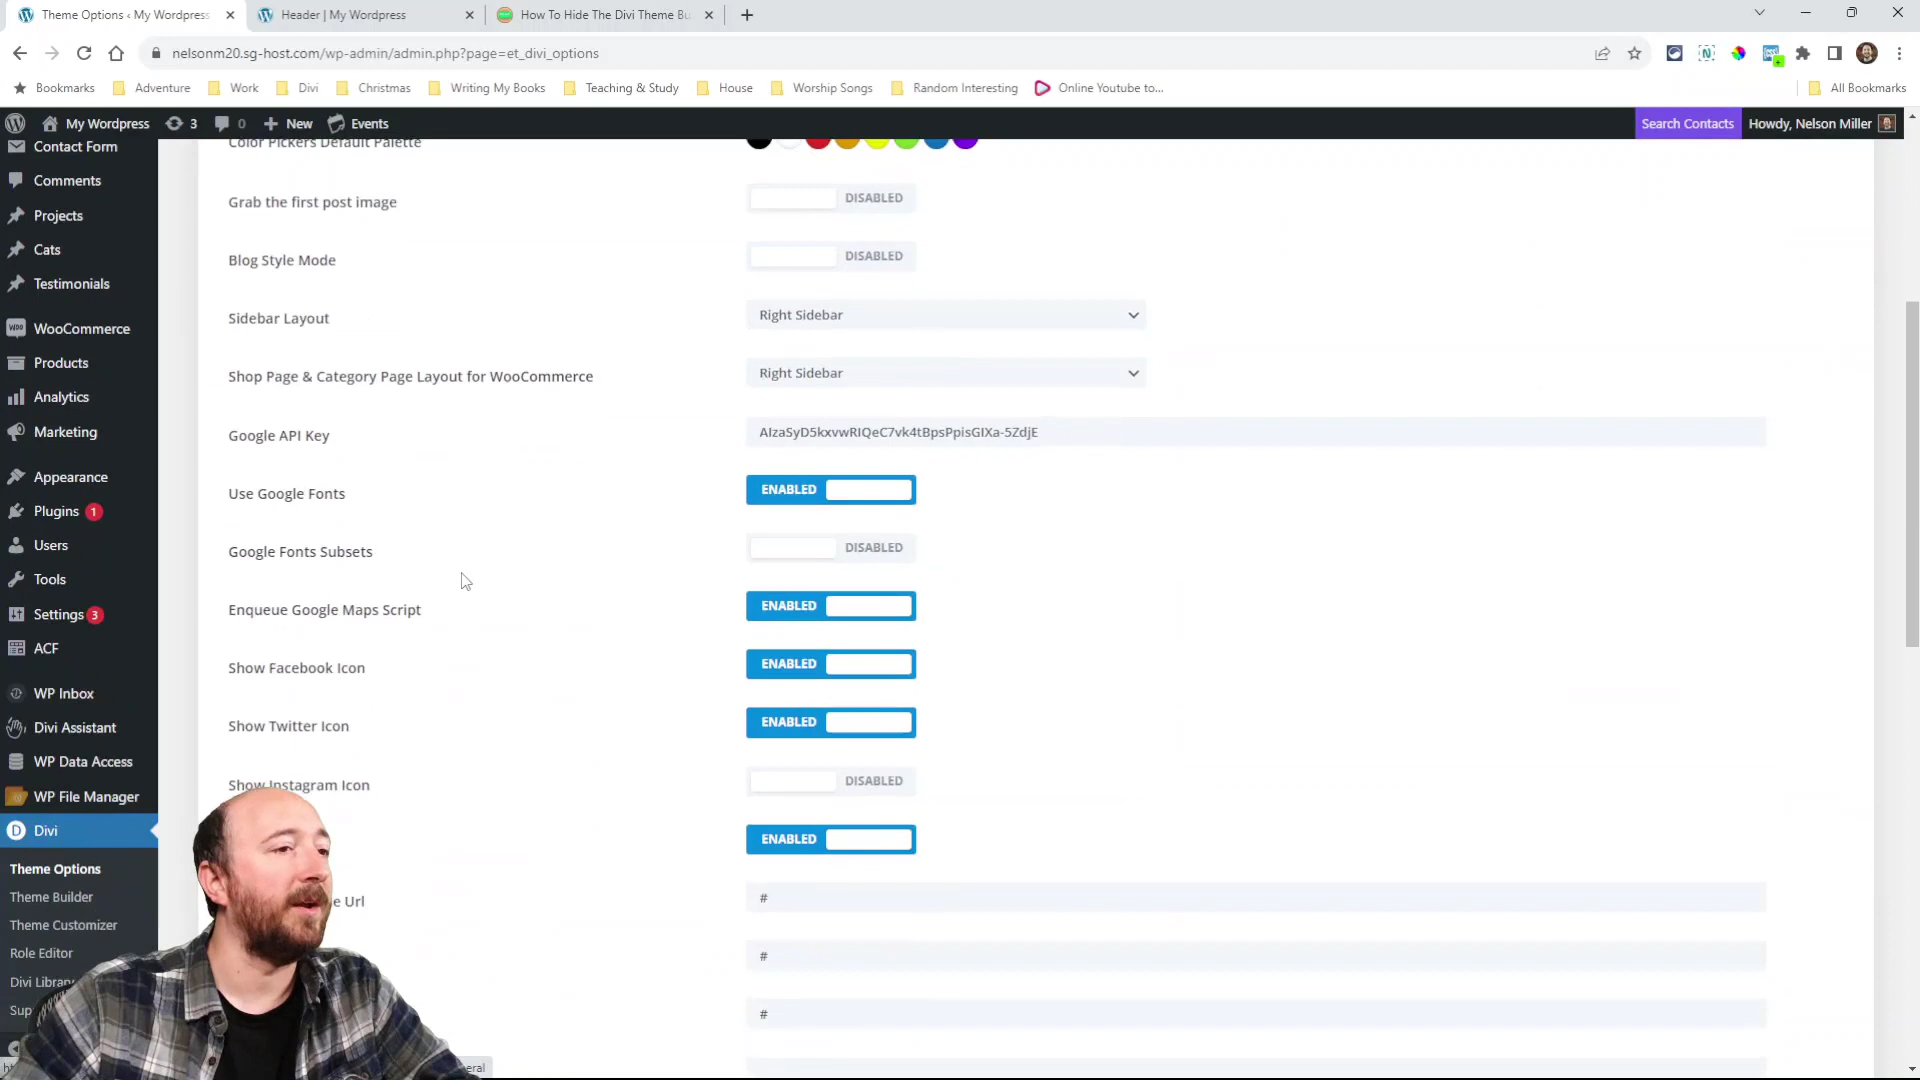 Theme Options ‹ My Wordpress
Header | My Wordpress
How To Hide The Divi Theme Bu
nelsonm20.sg-host.com/wp-admin/admin.php?page=et_divi_options
Bookmarks
Adventure
Work
Divi
Christmas
Writing My Books
Teaching & Study
House
Worship Songs
Random Interesting
Online Youtube to...
All Bookmarks
My Wordpress
3
0
New
Events
Search Contacts
Howdy, Nelson Miller
Contact Form
Comments
Projects
Cats
Testimonials
WooCommerce
Products
Analytics
Marketing
Appearance
Plugins 1
Users
Tools
Settings 3
ACF
WP Inbox
Divi Assistant
WP Data Access
WP File Manager
Divi
Theme Options
Theme Builder
Theme Customizer
Role Editor
Divi Library
Sup
Color Pickers Default Palette
Grab the first post image DISABLED
Blog Style Mode DISABLED
Sidebar Layout Right Sidebar
Shop Page & Category Page Layout for WooCommerce Right Sidebar
Google API Key AIzaSyD5kxvwRIQeC7vk4tBpsPpisGIXa-5ZdjE
Use Google Fonts ENABLED
Google Fonts Subsets DISABLED
Enqueue Google Maps Script ENABLED
Show Facebook Icon ENABLED
Show Twitter Icon ENABLED
Show Instagram Icon DISABLED
ENABLED
e Url #
#
#
eral